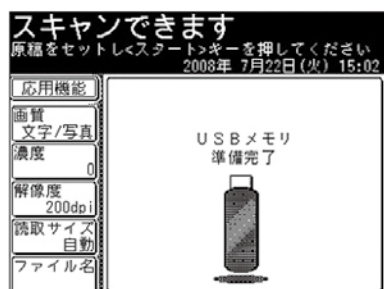 スキャンできます
原稿をセットし<スタート>キーを押してください
2008年 7月22日(火) 15:02
応用機能
画質
文字/写真
濃度
0
解像度
200dpi
読取サイズ
自動
ファイル名
USBメモリ
準備完了